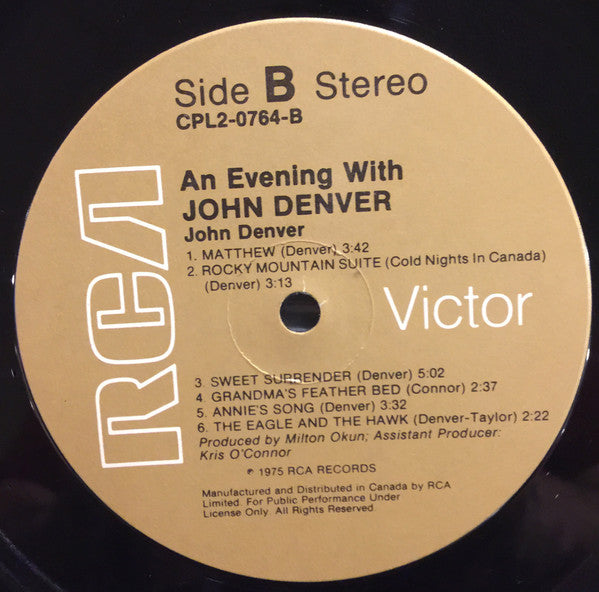 Side B Stereo
CPL2-0764-B
An Evening With
JOHN DENVER
John Denver
1. MATTHEW (Denver) 3:42
2. ROCKY MOUNTAIN SUITE (Cold Nights In Canada)
(Denver) 3:13
RCA
Victor
3. SWEET SURRENDER (Denver) 5:02
4. GRANDMA'S FEATHER BED (Connor) 2:37
5. ANNIE'S SONG (Denver) 3:32
6. THE EAGLE AND THE HAWK (Denver-Taylor) 2:22
Produced by Milton Okun; Assistant Producer:
Kris O'Connor
℗ 1975 RCA RECORDS
Manufactured and Distributed in Canada by RCA
Limited. For Public Performance Under
License Only. All Rights Reserved.